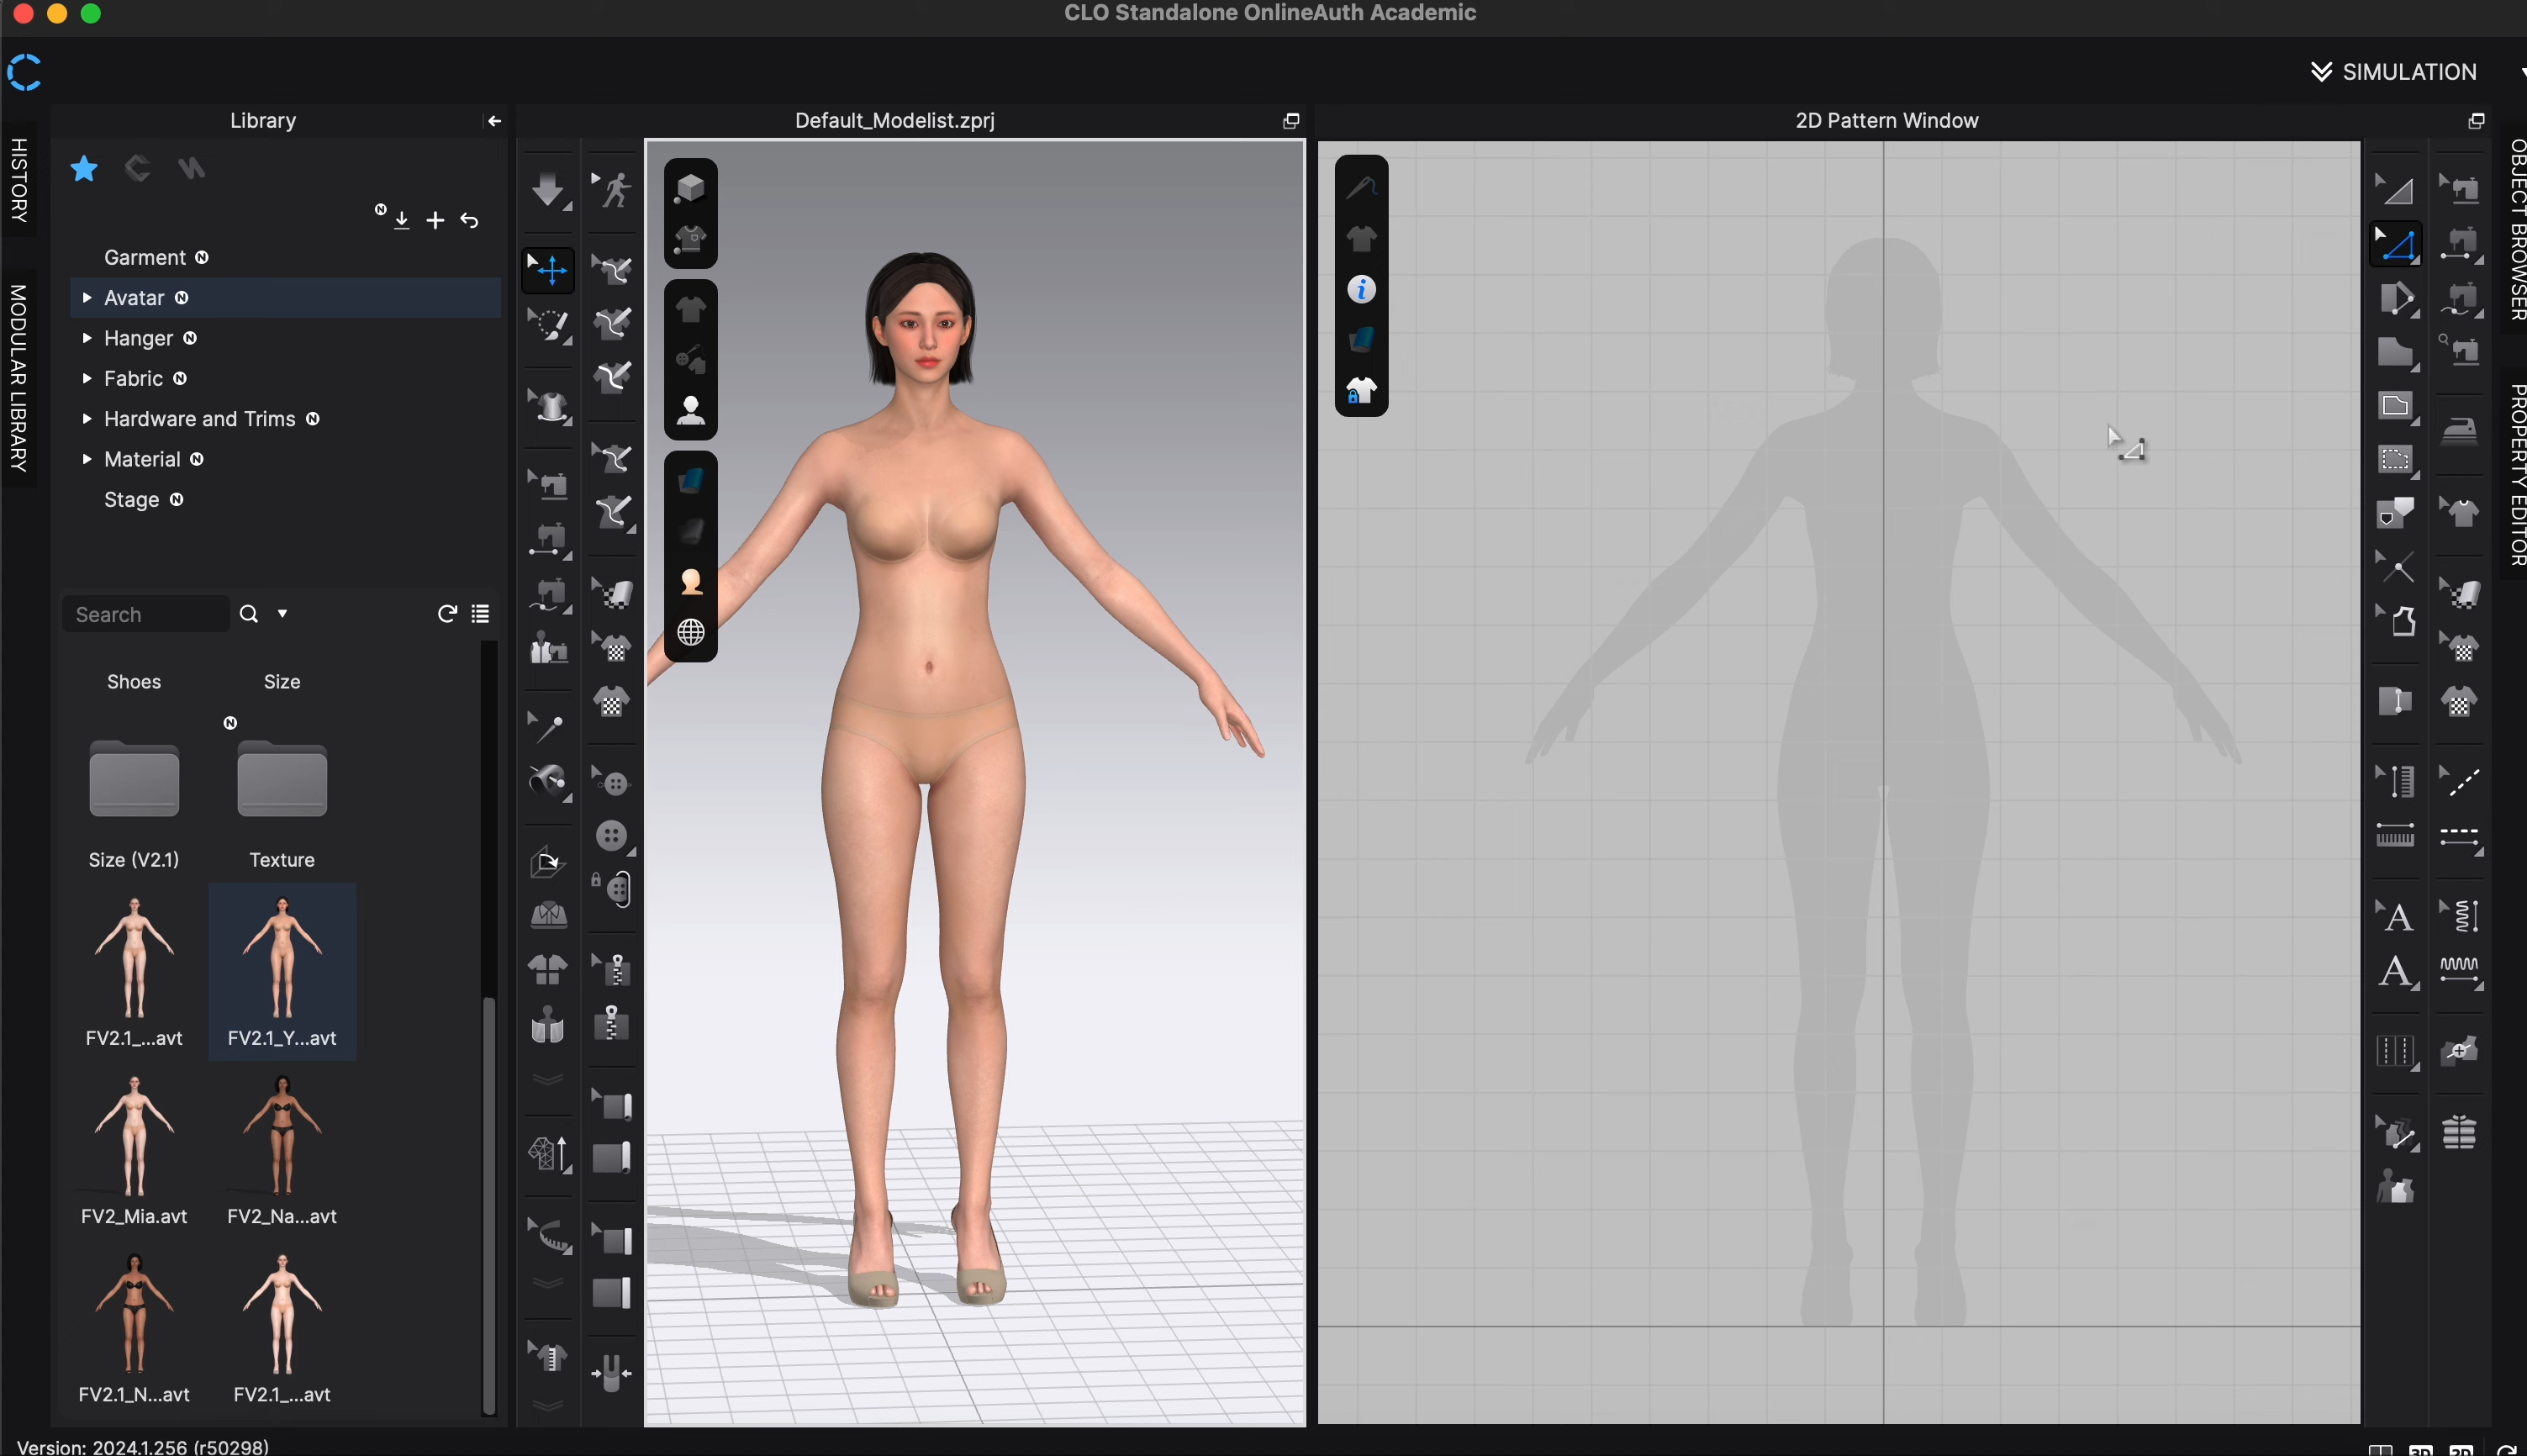 CLO Standalone OnlineAuth Academic
SIMULATION
Library
Default_Modelist.zprj
2D Pattern Window
HISTORY
MODULAR LIBRARY
OBJECT BROWSER
PROPERTY EDITOR
Garment N
Avatar N
Hanger N
Fabric N
Hardware and Trims N
Material N
Stage N
Search
Shoes
Size
N
Size (V2.1)
Texture
FV2.1_...avt
FV2.1_Y...avt
FV2_Mia.avt
FV2_Na...avt
FV2.1_N...avt
FV2.1_...avt
Version: 2024.1.256 (r50298)
3D
2D